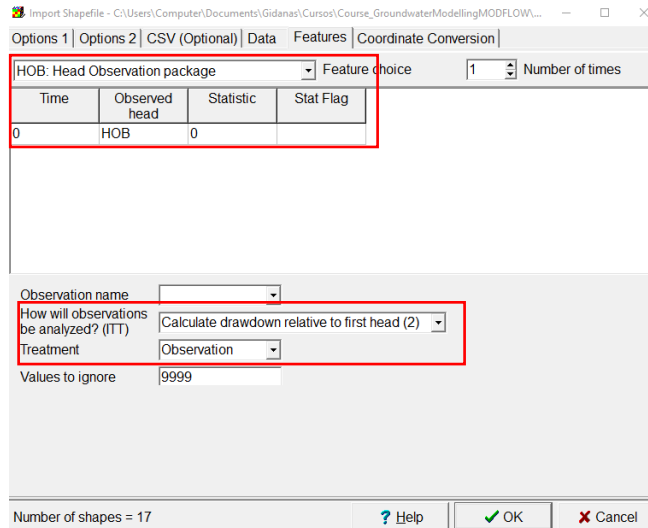 Import Shapefile - C:\Users\Computer\Documents\Gidanas\Cursos\Course_GroundwaterModellingMODFLOW\...
Options 1 Options 2 CSV (Optional) Data Features Coordinate Conversion
HOB: Head Observation package Feature choice 1 Number of times
Time Observed head Statistic Stat Flag
0 HOB 0
Observation name
How will observations
be analyzed? (ITT) Calculate drawdown relative to first head (2)
Treatment Observation
Values to ignore 9999
Number of shapes = 17 ? Help OK Cancel